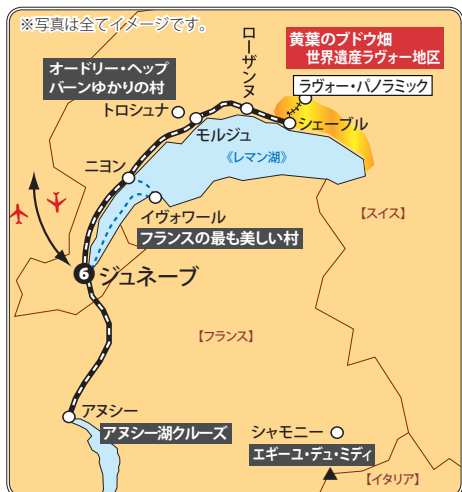 ※写真は全てイメージです。
黄葉のブドウ畑
世界遺産ラヴォー地区
ローザンヌ
オードリー・ヘップ
バーンゆかりの村
ラヴォー・パノラミック
トロシュナ
シェーブル
モルジュ
《レマン湖》
ニヨン
イヴォワール
【スイス】
フランスの最も美しい村
6 ジュネーブ
【フランス】
アヌシー
アヌシー湖クルーズ
シャモニー
エギーユ・デュ・ミディ
【イタリア】